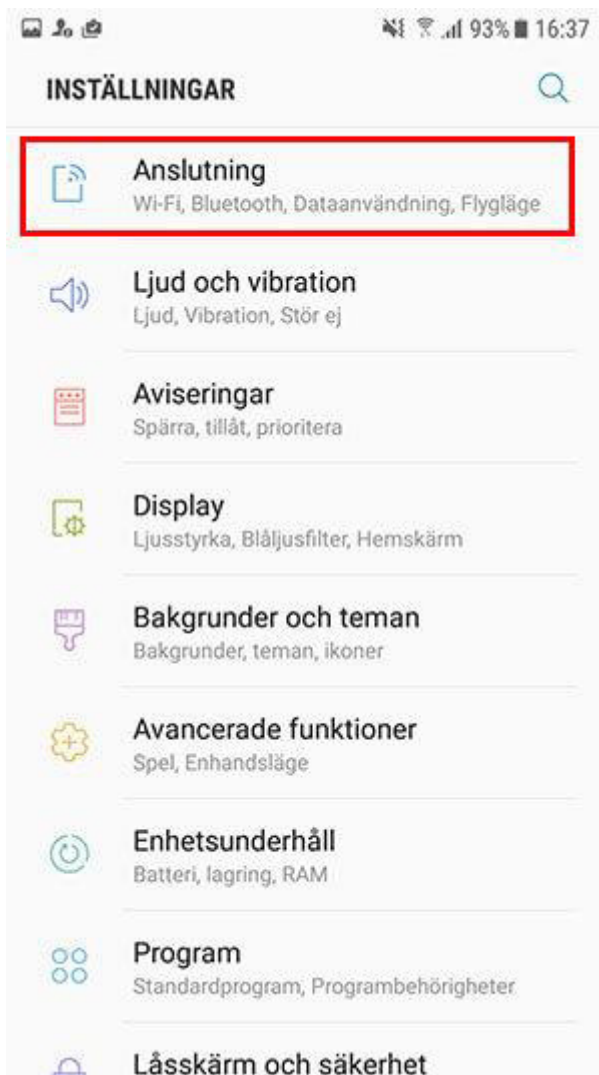 93% 16:37
INSTÄLLNINGAR
Anslutning
Wi-Fi, Bluetooth, Dataanvändning, Flygläge
Ljud och vibration
Ljud, Vibration, Stör ej
Aviseringar
Spärra, tillåt, prioritera
Display
Ljusstyrka, Blåljusfilter, Hemskärm
Bakgrunder och teman
Bakgrunder, teman, ikoner
Avancerade funktioner
Spel, Enhandsläge
Enhetsunderhåll
Batteri, lagring, RAM
Program
Standardprogram, Programbehörigheter
Låsskärm och säkerhet